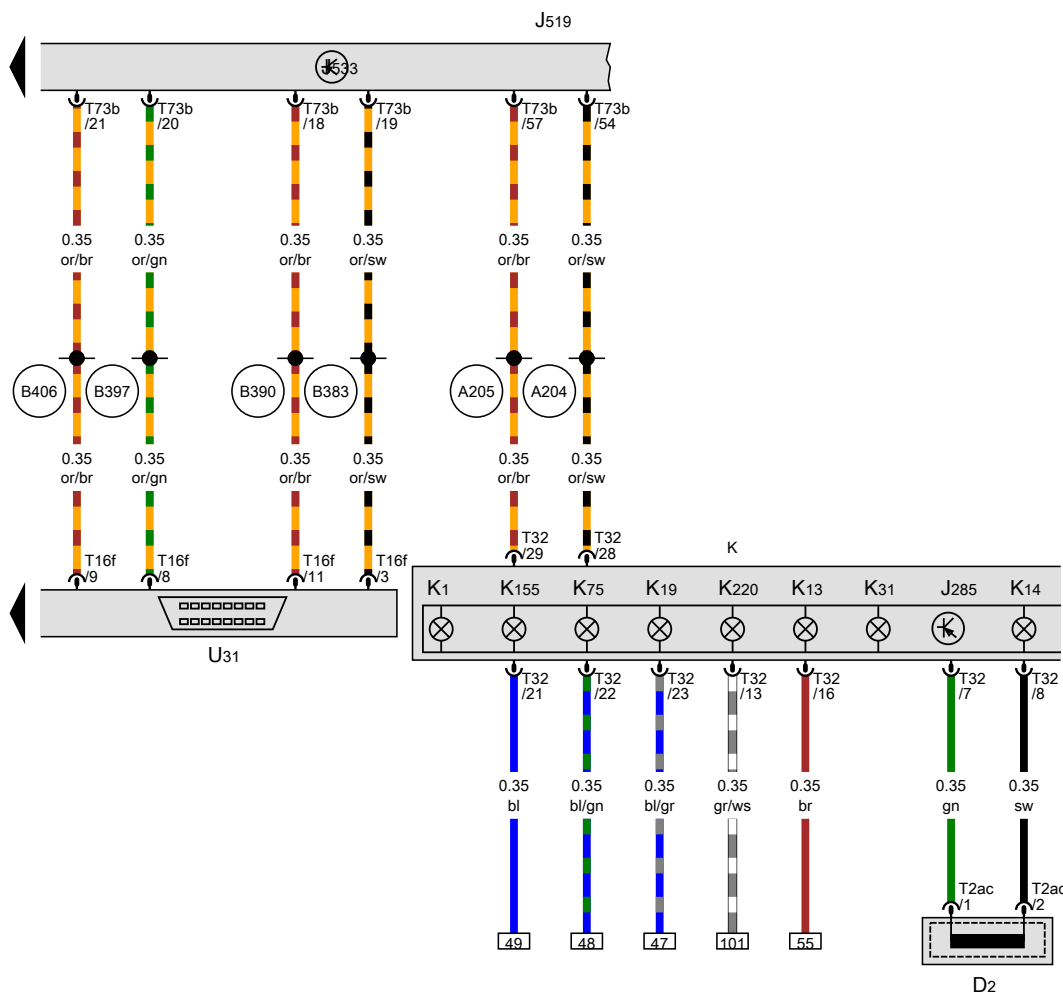 J519
J533
T73b
/21
T73b
/20
T73b
/18
T73b
/19
T73b
/57
T73b
/54
0.35
or/br
0.35
or/gn
0.35
or/br
0.35
or/sw
0.35
or/br
0.35
or/sw
B406
B397
B390
B383
A205
A204
0.35
or/br
0.35
or/gn
0.35
or/br
0.35
or/sw
0.35
or/br
0.35
or/sw
T16f
/9
T16f
/8
T16f
/11
T16f
/3
T32
/29
T32
/28
K
U31
K1
K155
K75
K19
K220
K13
K31
J285
K14
T32
/21
T32
/22
T32
/23
T32
/13
T32
/16
T32
/7
T32
/8
0.35
bl
0.35
bl/gn
0.35
bl/gr
0.35
gr/ws
0.35
br
0.35
gn
0.35
sw
T2ac
/1
T2ac
/2
49
48
47
101
55
D2